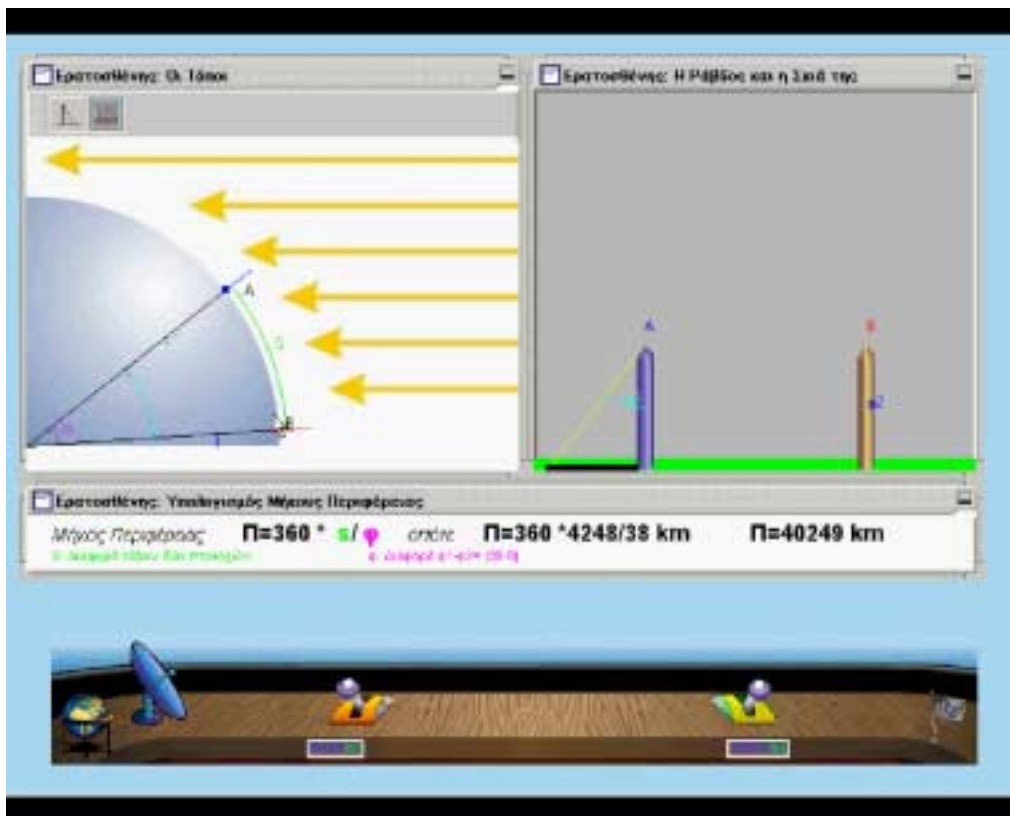 Ερατοσθένης: Οι Τόποι
Α
S
Β
Ερατοσθένης: Η Ράβδος και η Σκιά της
Α
Β
Ερατοσθένης: Υπολογισμός Μήκους Περιφέρειας
Μήκος Περιφέρειας Π=360 * s/φ οπότε Π=360 *4248/38 km Π=40249 km